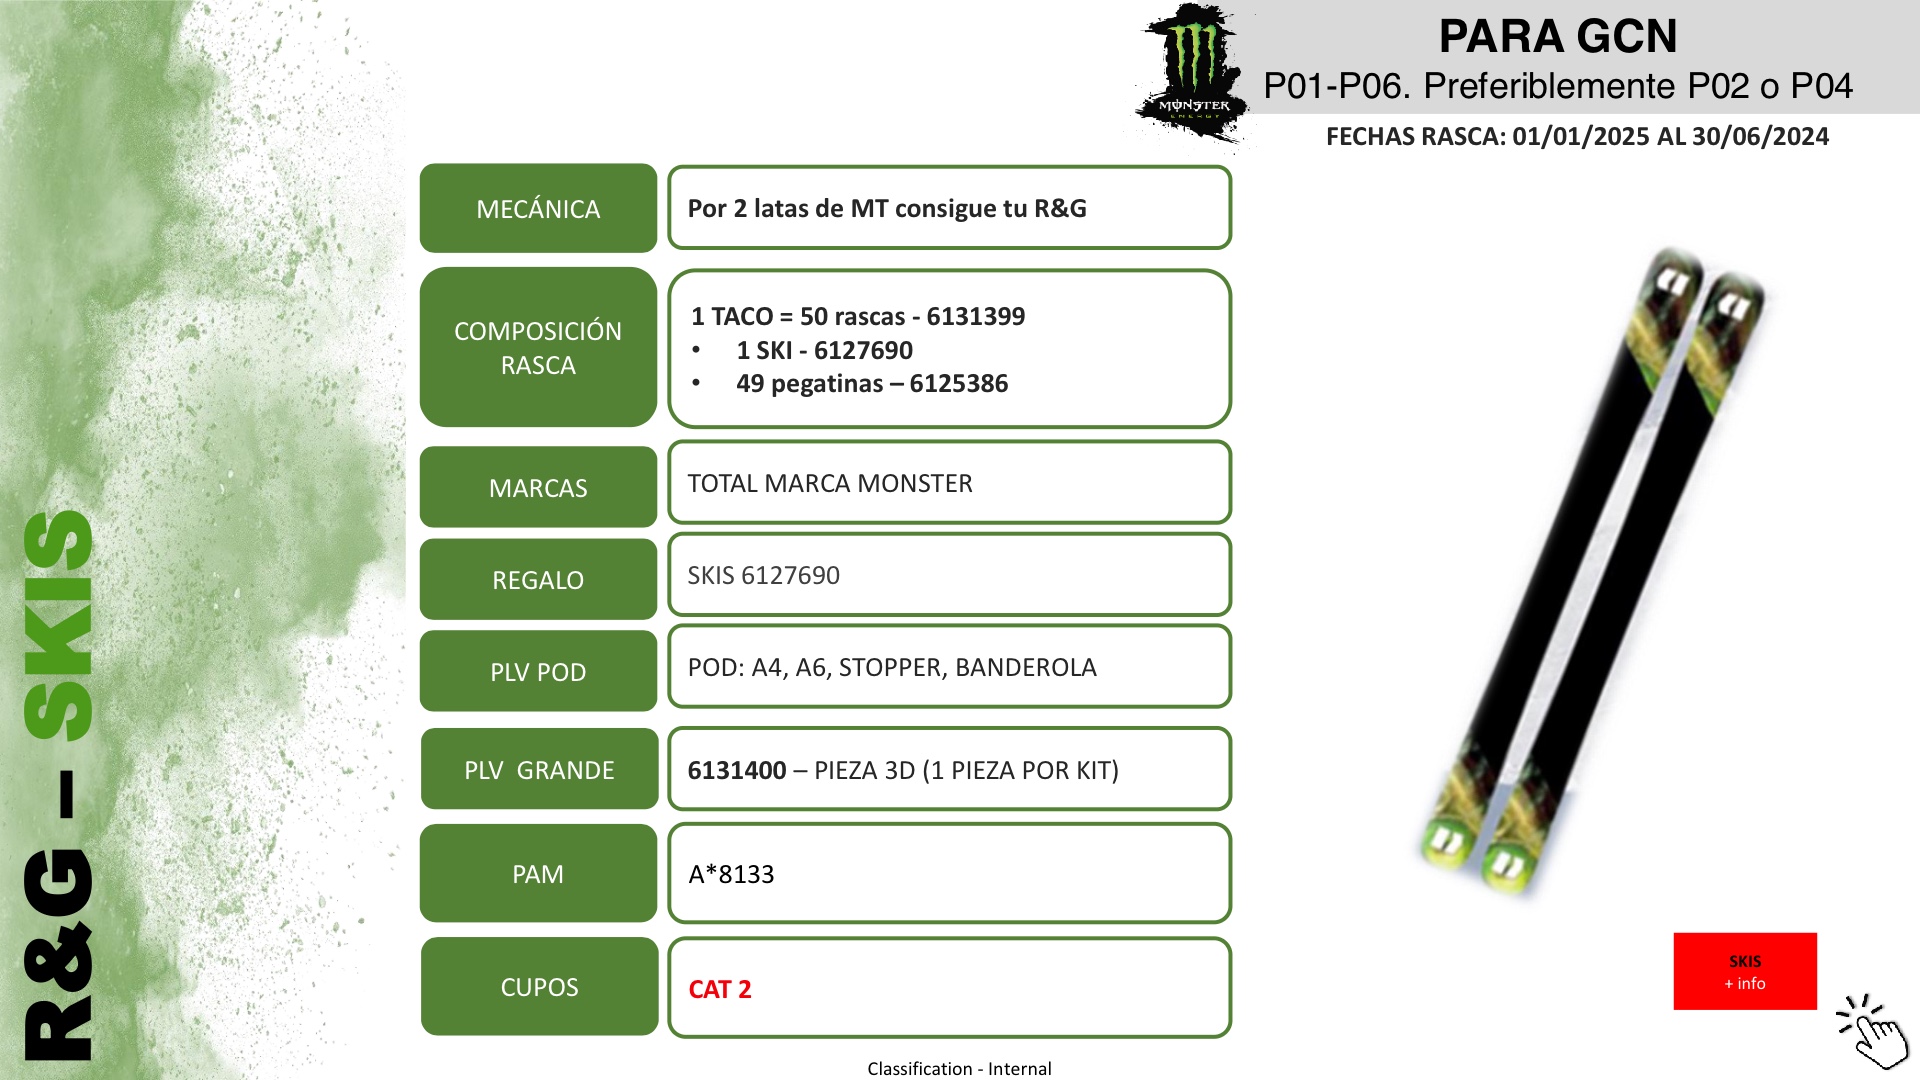 MONSTER
ENERGY
PARA GCN
P01-P06. Preferiblemente P02 o P04
FECHAS RASCA: 01/01/2025 AL 30/06/2024
R&G – SKIS
MECÁNICA
Por 2 latas de MT consigue tu R&G
COMPOSICIÓN
RASCA
1 TACO = 50 rascas - 6131399
• 1 SKI - 6127690
• 49 pegatinas – 6125386
MARCAS
TOTAL MARCA MONSTER
REGALO
SKIS 6127690
PLV POD
POD: A4, A6, STOPPER, BANDEROLA
PLV GRANDE
6131400 – PIEZA 3D (1 PIEZA POR KIT)
PAM
A*8133
CUPOS
CAT 2
SKIS
+ info
Classification - Internal